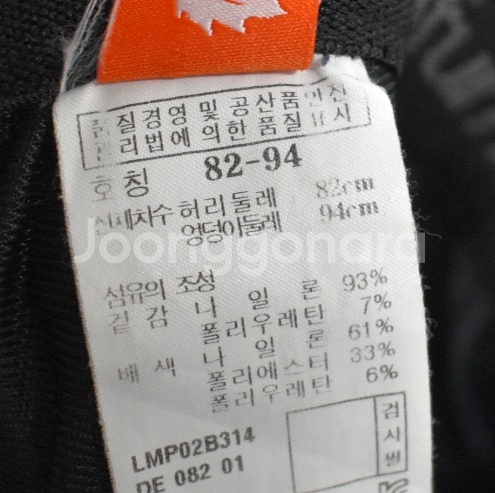 품질경영 및 공산품안전
관리법에 의한 품질표시
호 칭 82-94
신체치수 허리둘레 82cm
엉덩이둘레 94cm
Joonggonara
섬유의 조성
겉 감 나 일 론 93%
폴 리 우 레 탄 7%
배 색 나 일 론 61%
폴 리 에 스 터 33%
폴 리 우 레 탄 6%
검사필
LMP02B314
DE 082 01